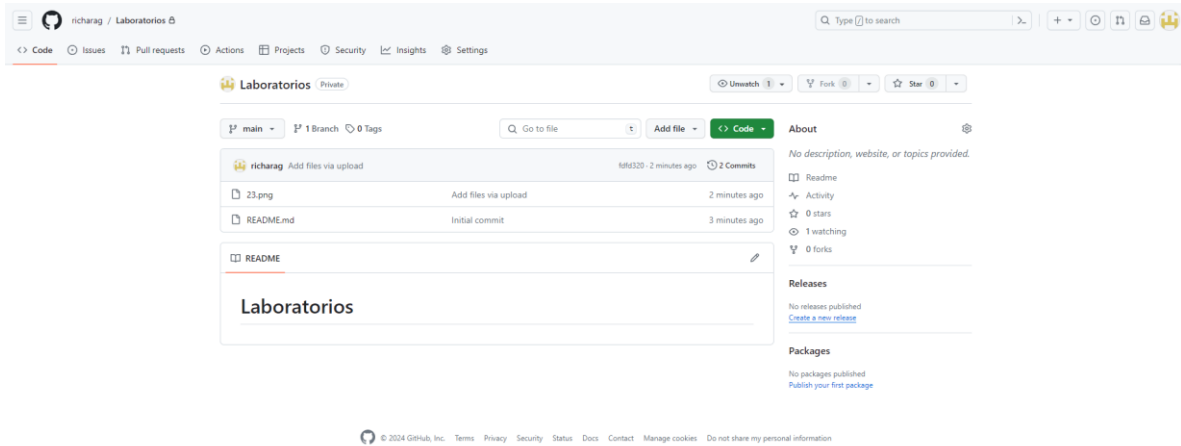 richarag / Laboratorios
Type / to search
Code Issues Pull requests Actions Projects Security Insights Settings
Laboratorios Private
Unwatch 1 Fork 0 Star 0
main 1 Branch 0 Tags
Go to file t Add file Code
richarag Add files via upload fdfd320 · 2 minutes ago 2 Commits
23.png Add files via upload 2 minutes ago
README.md Initial commit 3 minutes ago
README
Laboratorios
About
No description, website, or topics provided.
Readme
Activity
0 stars
1 watching
0 forks
Releases
No releases published
Create a new release
Packages
No packages published
Publish your first package
© 2024 GitHub, Inc. Terms Privacy Security Status Docs Contact Manage cookies Do not share my personal information